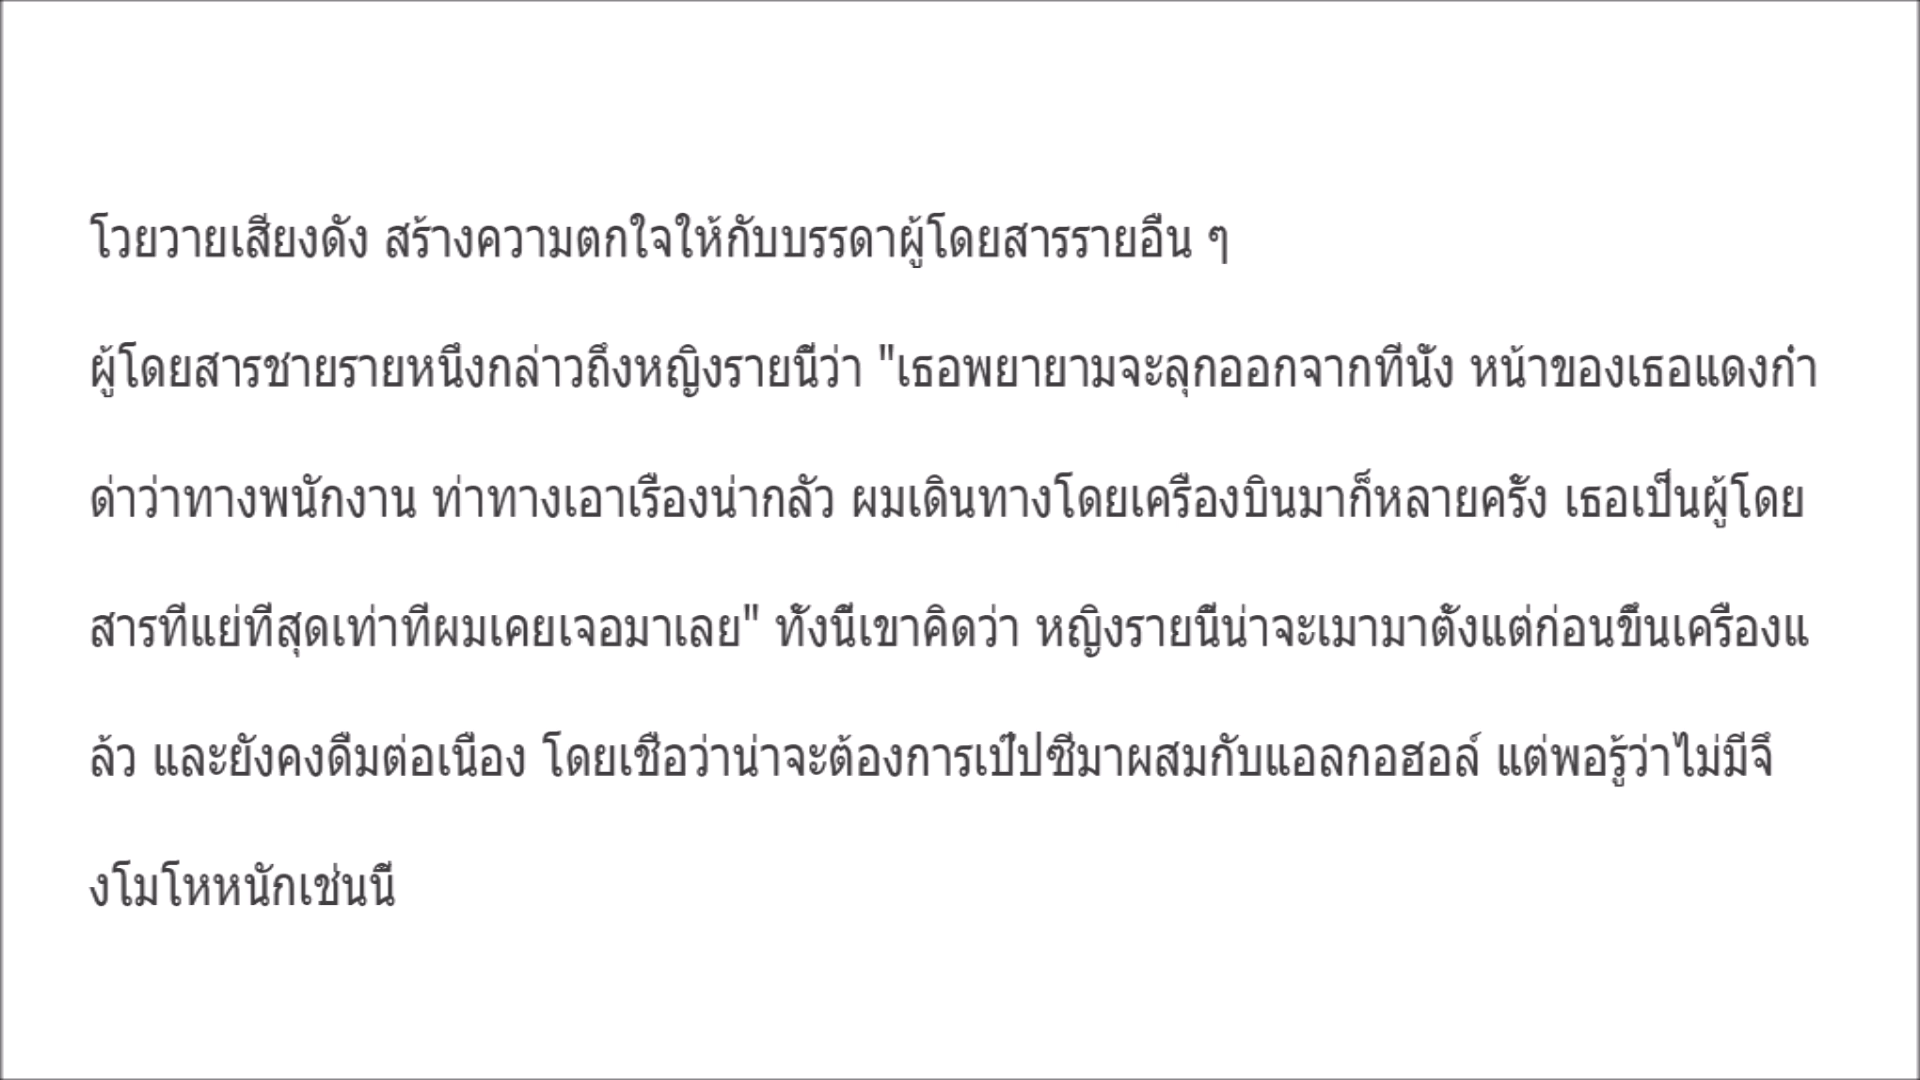 โวยวายเสียงดัง สร้างความตกใจให้กับบรรดาผู้โดยสารรายอื่น ๆ
ผู้โดยสารชายรายหนึ่งกล่าวถึงหญิงรายนี้ว่า "เธอพยายามจะลุกออกจากที่นั่ง หน้าของเธอแดงก่ำ
ด่าว่าทางพนักงาน ท่าทางเอาเรื่องน่ากลัว ผมเดินทางโดยเครื่องบินมาก็หลายครั้ง เธอเป็นผู้โดย
สารที่แย่ที่สุดเท่าที่ผมเคยเจอมาเลย" ทั้งนี้เขาคิดว่า หญิงรายนี้น่าจะเมามาตั้งแต่ก่อนขึ้นเครื่องแ
ล้ว และยังคงดื่มต่อเนื่อง โดยเชื่อว่าน่าจะต้องการเป๊ปซี่มาผสมกับแอลกอฮอล์ แต่พอรู้ว่าไม่มีจึ
งโมโหหนักเช่นนี้